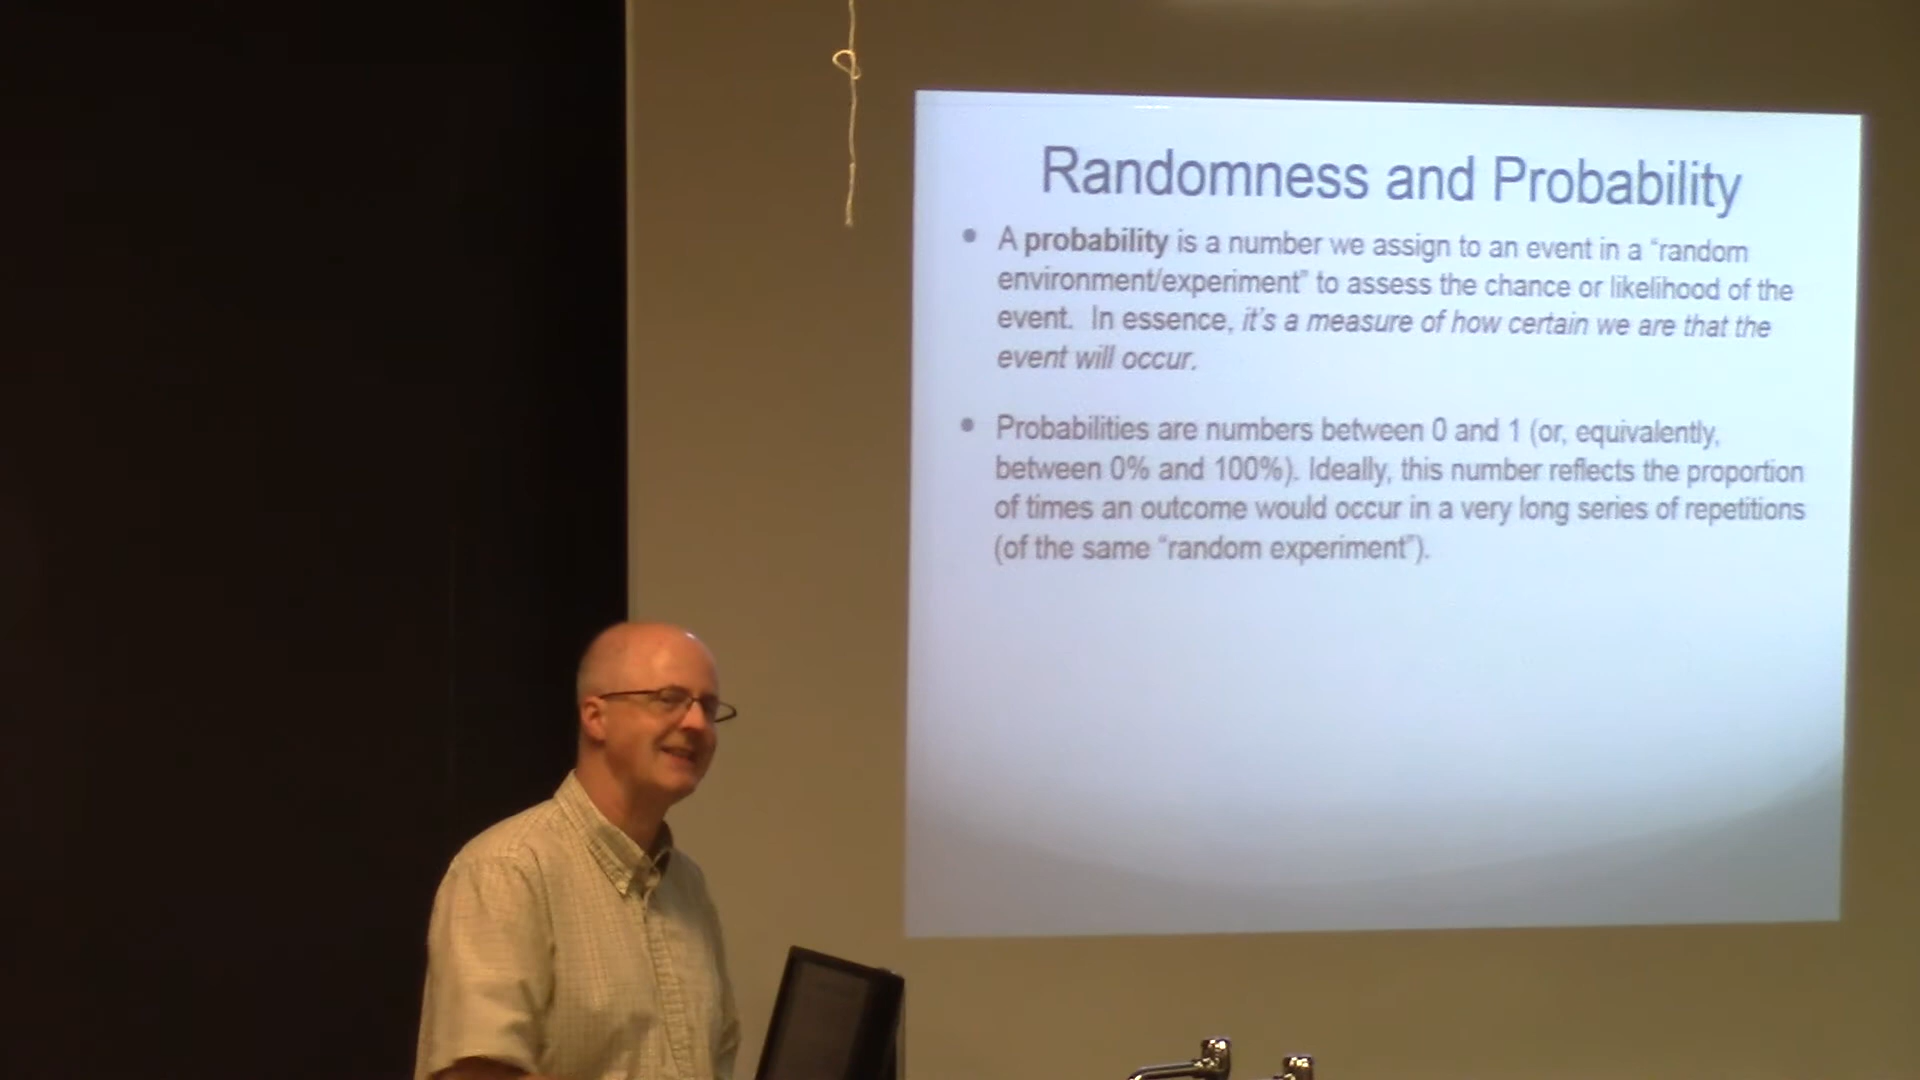 Randomness and Probability
• A probability is a number we assign to an event in a “random
environment/experiment” to assess the chance or likelihood of the
event. In essence, it’s a measure of how certain we are that the
event will occur.
• Probabilities are numbers between 0 and 1 (or, equivalently,
between 0% and 100%). Ideally, this number reflects the proportion
of times an outcome would occur in a very long series of repetitions
(of the same “random experiment”).